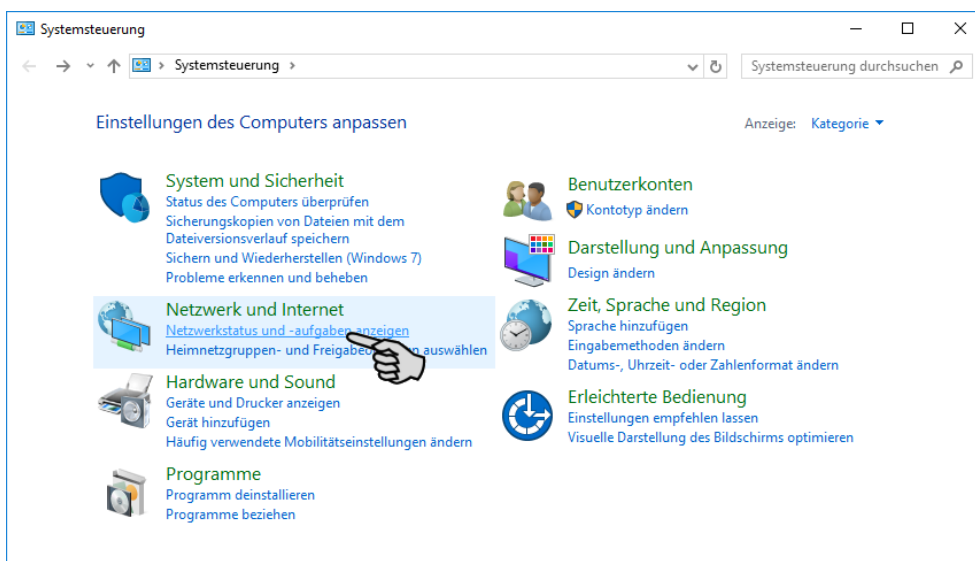 Systemsteuerung
Systemsteuerung
Systemsteuerung durchsuchen
Einstellungen des Computers anpassen
Anzeige: Kategorie
System und Sicherheit
Status des Computers überprüfen
Sicherungskopien von Dateien mit dem
Dateiversionsverlauf speichern
Sichern und Wiederherstellen (Windows 7)
Probleme erkennen und beheben
Netzwerk und Internet
Netzwerkstatus und -aufgaben anzeigen
Heimnetzgruppen- und auswählen
Hardware und Sound
Geräte und Drucker anzeigen
Gerät hinzufügen
Häufig verwendete Mobilitätseinstellungen ändern
Programme
Programm deinstallieren
Programme beziehen
Benutzerkonten
Kontotyp ändern
Darstellung und Anpassung
Design ändern
Zeit, Sprache und Region
Sprache hinzufügen
Eingabemethoden ändern
Datums-, Uhrzeit- oder Zahlenformat ändern
Erleichterte Bedienung
Einstellungen empfehlen lassen
Visuelle Darstellung des Bildschirms optimieren